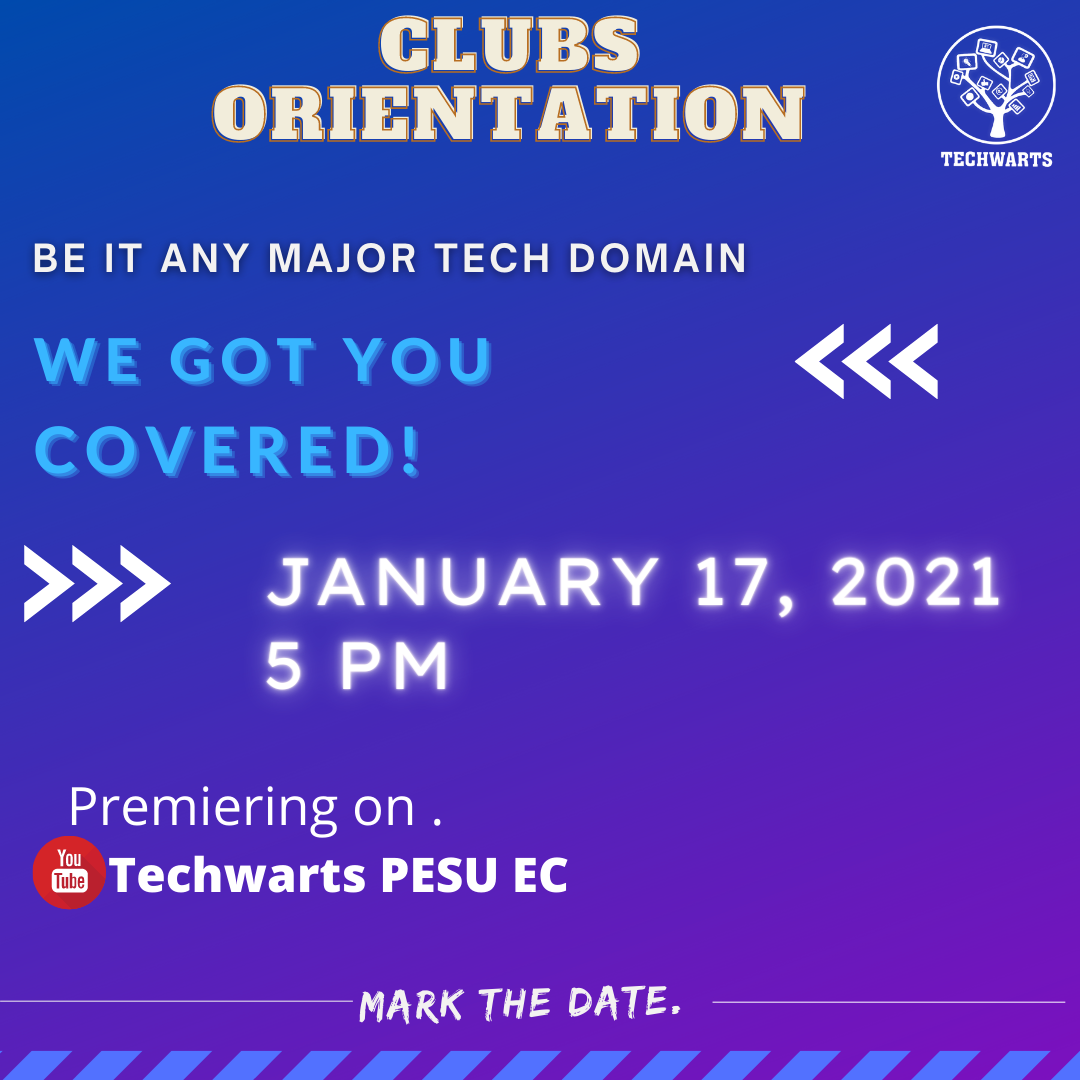 CLUBS
ORIENTATION
TECHWARTS
BE IT ANY MAJOR TECH DOMAIN
WE GOT YOU
COVERED!
JANUARY 17, 2021
5 PM
Premiering on .
You
Tube
Techwarts PESU EC
MARK THE DATE.